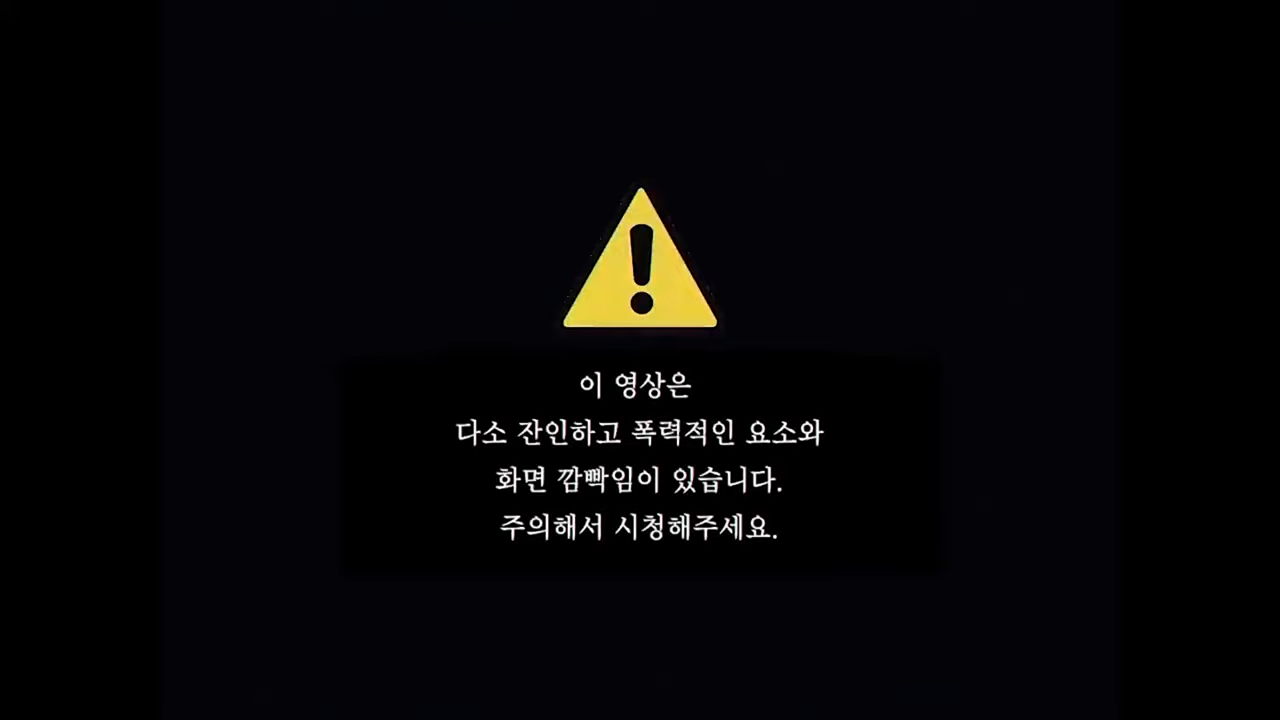 이 영상은
다소 잔인하고 폭력적인 요소와
화면 깜빡임이 있습니다.
주의해서 시청해주세요.